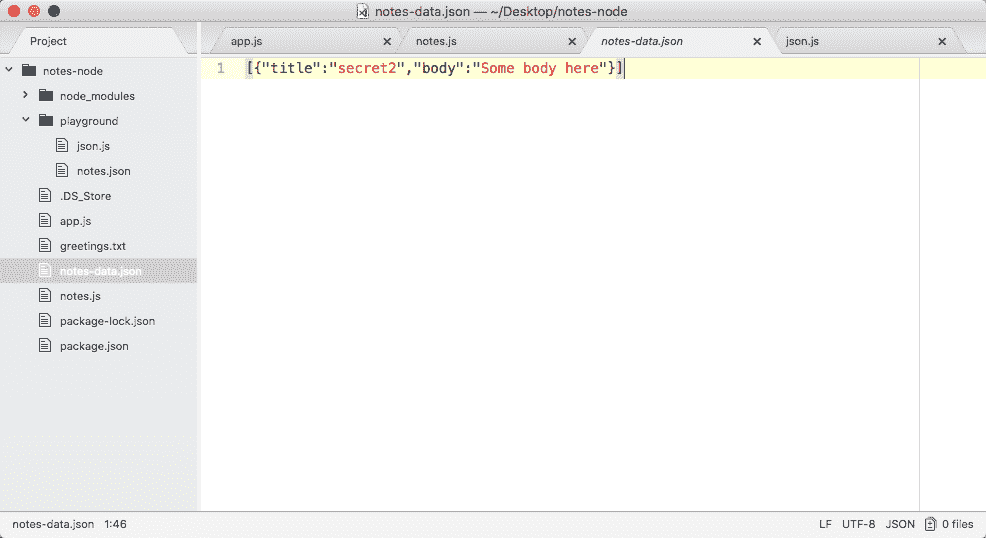 notes-data.json — ~/Desktop/notes-node
Project
app.js
notes.js
notes-data.json
json.js
notes-node
node_modules
playground
json.js
notes.json
.DS_Store
app.js
greetings.txt
notes-data.json
notes.js
package-lock.json
package.json
1 [{"title":"secret2","body":"Some body here"}]
notes-data.json 1:46
LF UTF-8 JSON 0 files